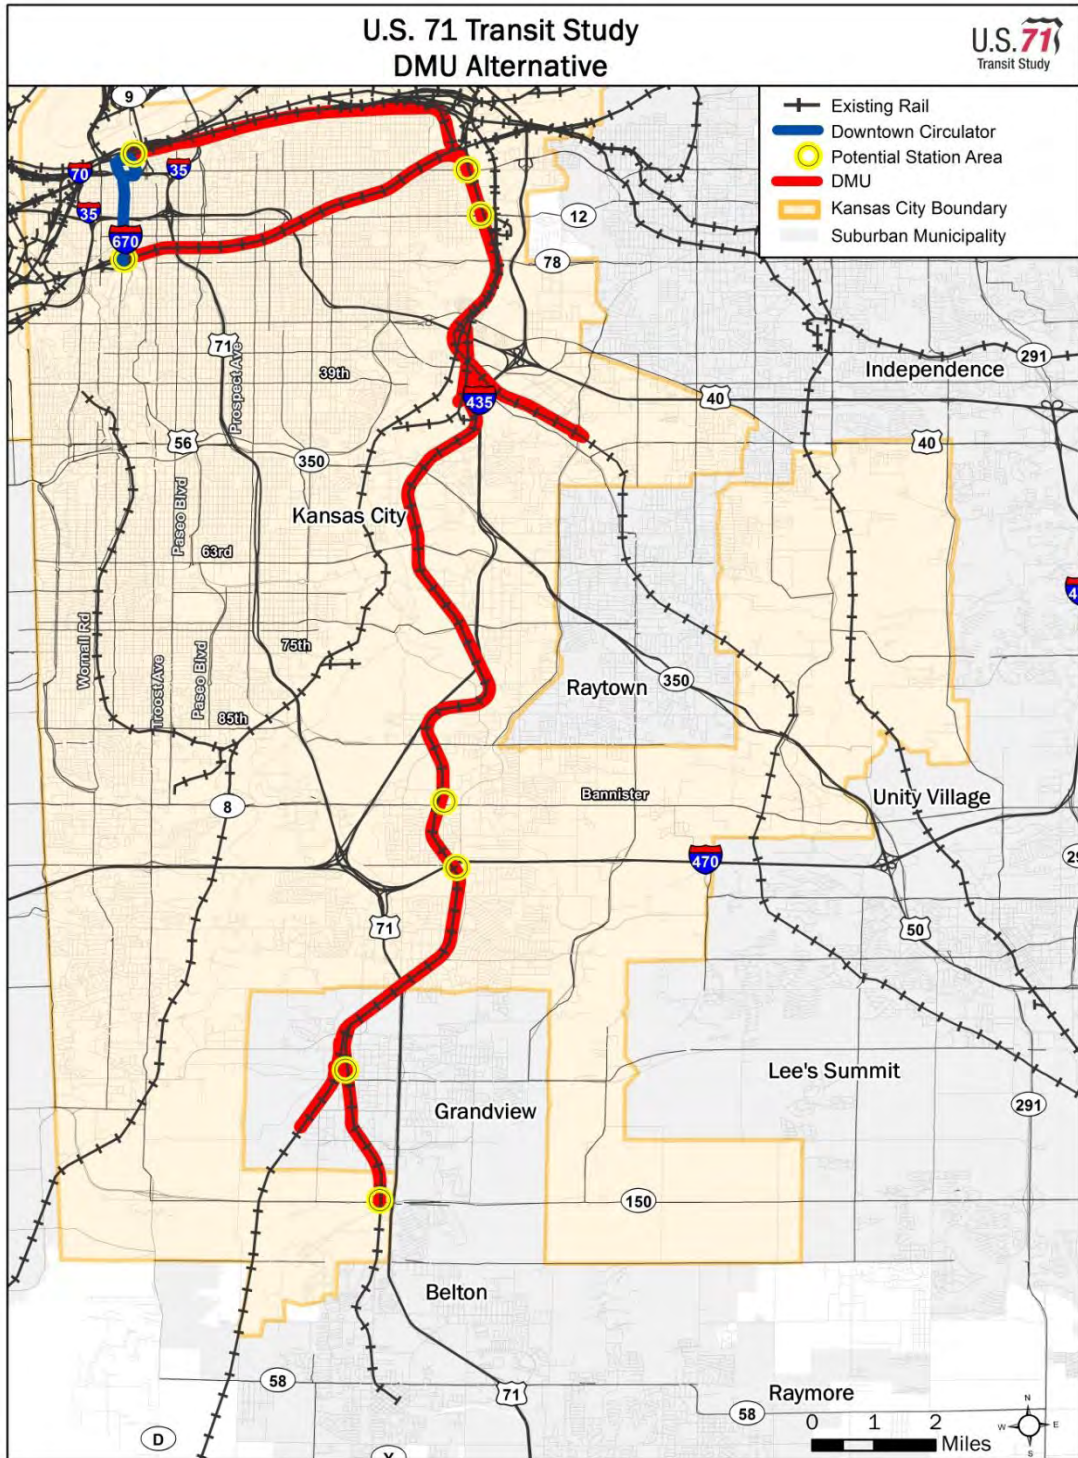 U.S. 71 Transit Study
DMU Alternative
U.S. 71
Transit Study
Existing Rail
Downtown Circulator
Potential Station Area
DMU
Kansas City Boundary
Suburban Municipality
9
70
35
35
670
12
78
71
Prospect Ave
39th
291
Independence
435
40
56
350
40
Paseo Blvd
Kansas City
63rd
Wornall Rd
Troost Ave
Paseo Blvd
75th
350
Raytown
85th
8
Bannister
Unity Village
470
71
50
Lee's Summit
Grandview
291
150
Belton
58
71
Raymore
58
D
N
W
E
S
0 1 2
Miles